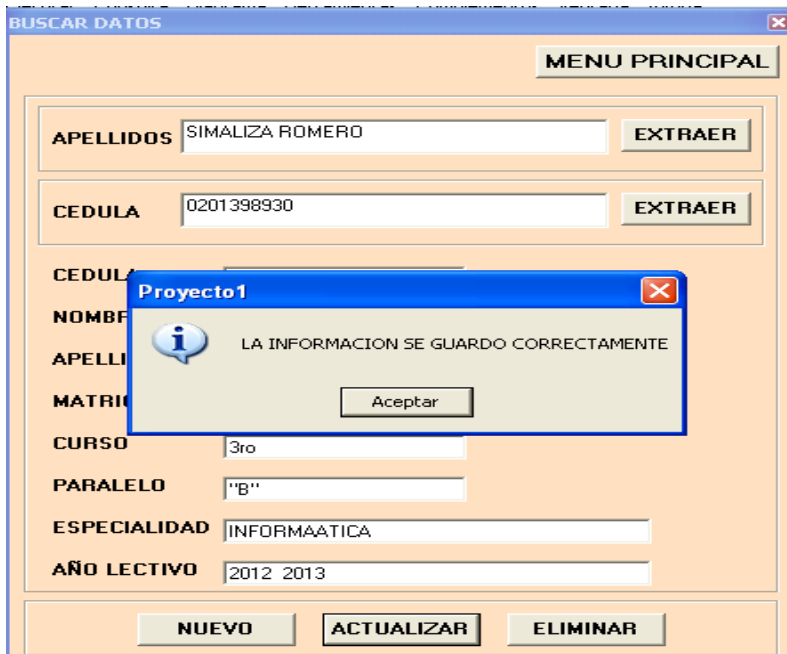 BUSCAR DATOS
MENU PRINCIPAL
APELLIDOS SIMALIZA ROMERO EXTRAER
CEDULA 0201398930 EXTRAER
Proyecto1
LA INFORMACION SE GUARDO CORRECTAMENTE
Aceptar
CURSO 3ro
PARALELO "B"
ESPECIALIDAD INFORMAATICA
AÑO LECTIVO 2012 2013
NUEVO ACTUALIZAR ELIMINAR